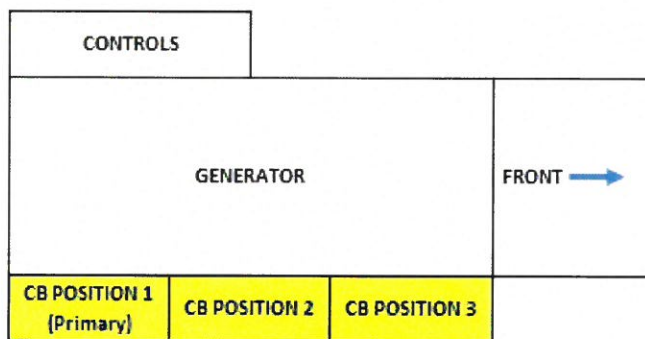 CONTROLS
GENERATOR
FRONT
CB POSITION 1
(Primary)
CB POSITION 2
CB POSITION 3